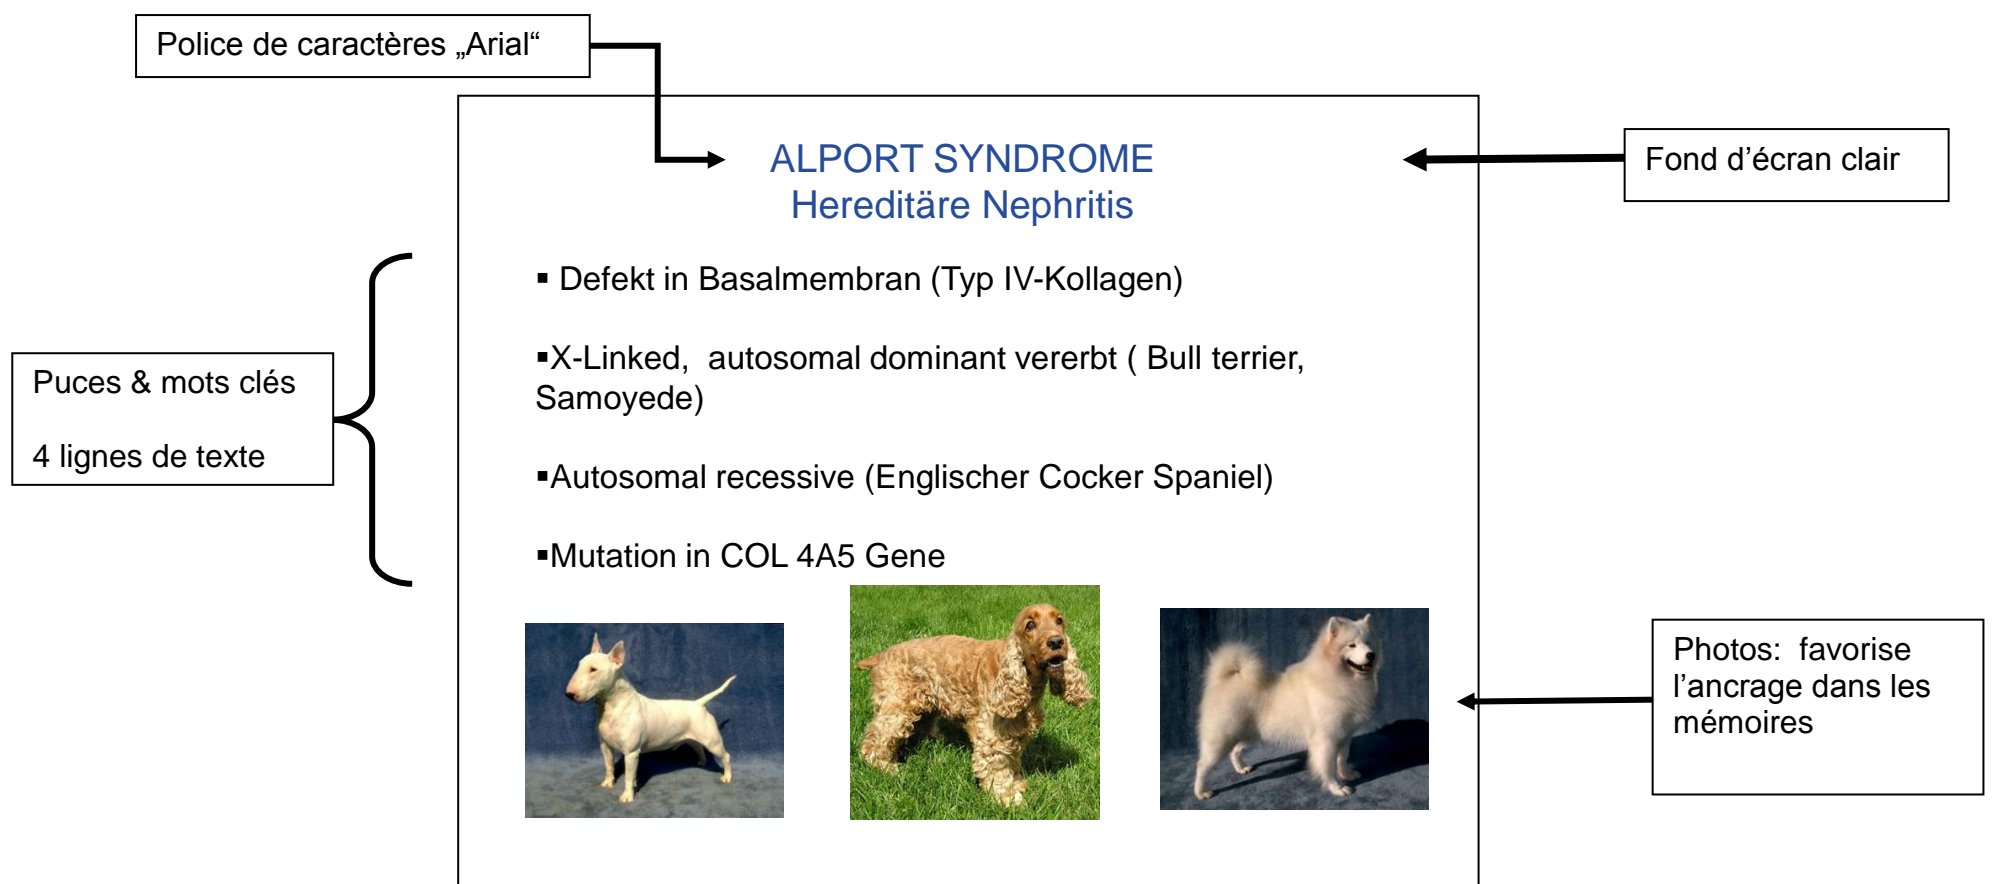 Police de caractères „Arial“
ALPORT SYNDROME
Hereditäre Nephritis
Fond d’écran clair
▪ Defekt in Basalmembran (Typ IV-Kollagen)
▪X-Linked,  autosomal dominant vererbt ( Bull terrier,
Samoyede)
▪Autosomal recessive (Englischer Cocker Spaniel)
▪Mutation in COL 4A5 Gene
Puces & mots clés
4 lignes de texte
Photos:  favorise
l’ancrage dans les
mémoires